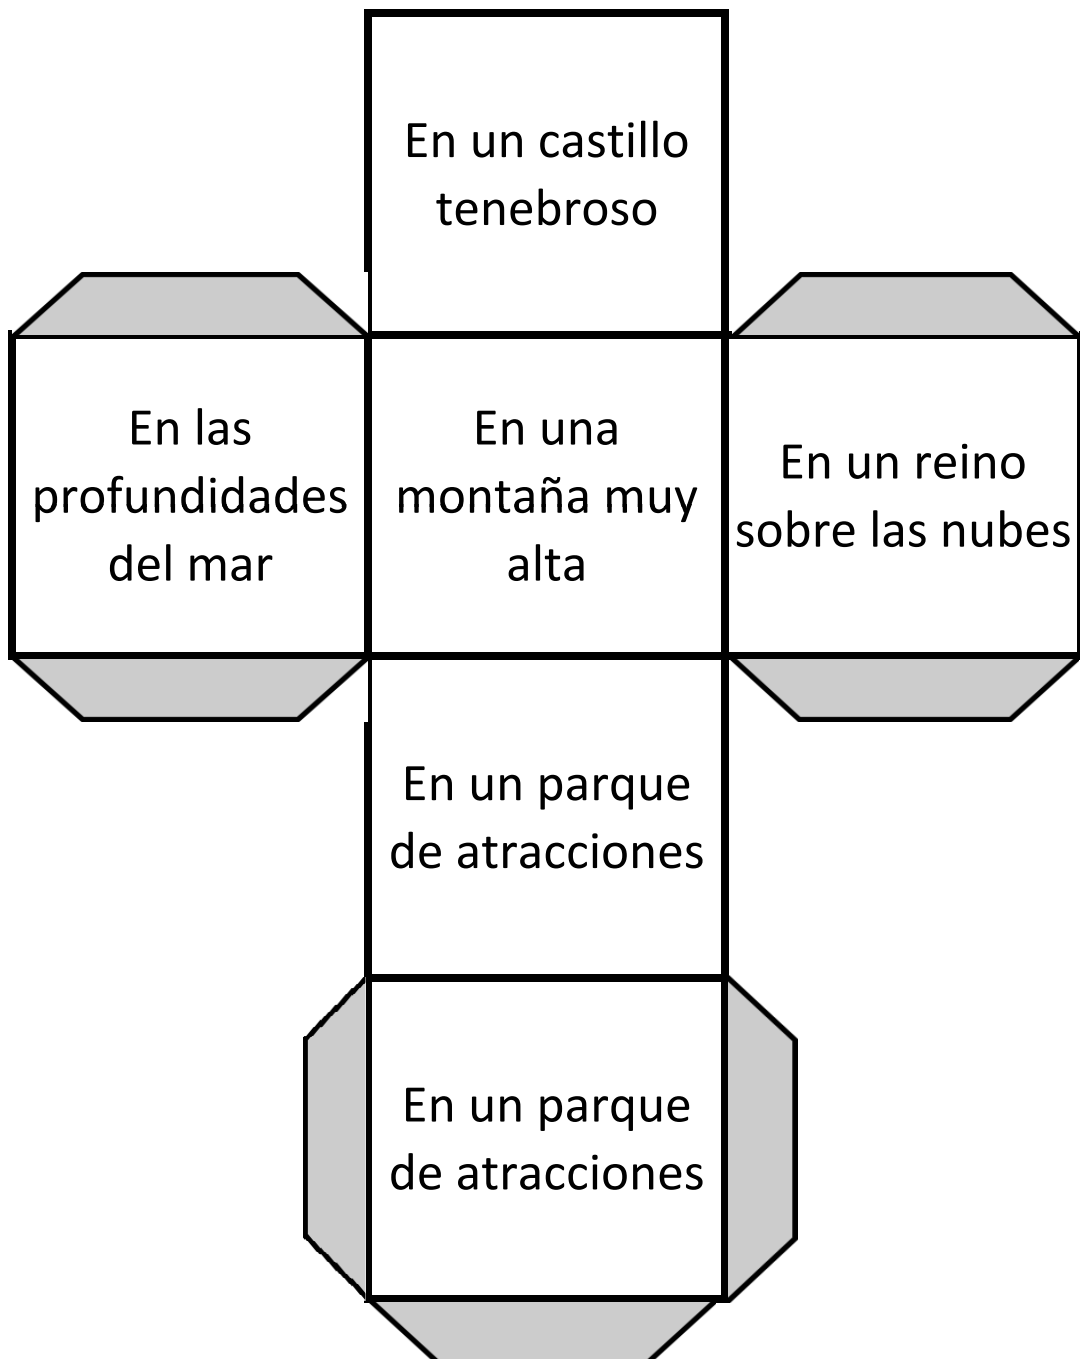 En un castillo
tenebroso
En las
profundidades
del mar
En una
montaña muy
alta
En un reino
sobre las nubes
En un parque
de atracciones
En un parque
de atracciones